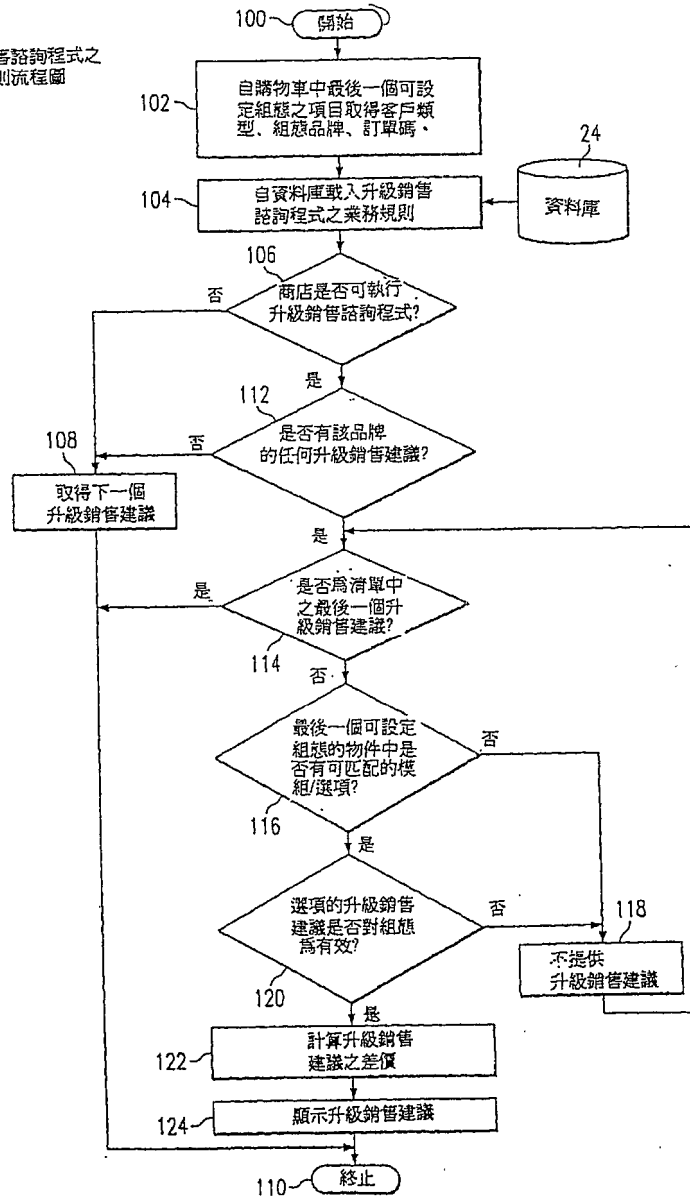 100
開始
售諮詢程式之
則流程圖
102
自購物車中最後一個可設
定組態之項目取得客戶類
型、組態品牌、訂單碼。
24
資料庫
104
自資料庫載入升級銷售
諮詢程式之業務規則
106
商店是否可執行
升級銷售諮詢程式?
否
是
112
是否有該品牌
的任何升級銷售建議?
否
108
取得下一個
升級銷售建議
是
是否為清單中
之最後一個升
級銷售建議?
是
114
否
最後一個可設定
組態的物件中是
否有可匹配的模
組/選項?
否
116
是
選項的升級銷售
建議是否對組態
為有效?
否
118
不提供
升級銷售建議
120
是
122
計算升級銷售
建議之差價
124
顯示升級銷售建議
110
終止